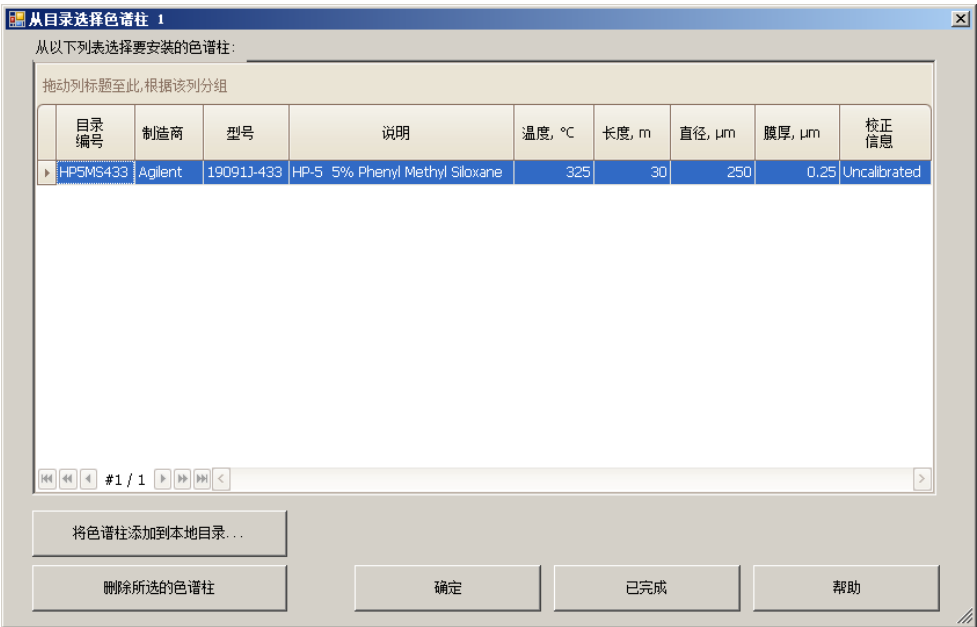 从目录选择色谱柱 1
从以下列表选择要安装的色谱柱:
拖动列标题至此,根据该列分组
目录编号 制造商 型号 说明 温度, °C 长度, m 直径, μm 膜厚, μm 校正信息
HP5MS433 Agilent 19091J-433 HP-5 5% Phenyl Methyl Siloxane 325 30 250 0.25 Uncalibrated
#1 / 1
将色谱柱添加到本地目录...
删除所选的色谱柱 确定 已完成 帮助